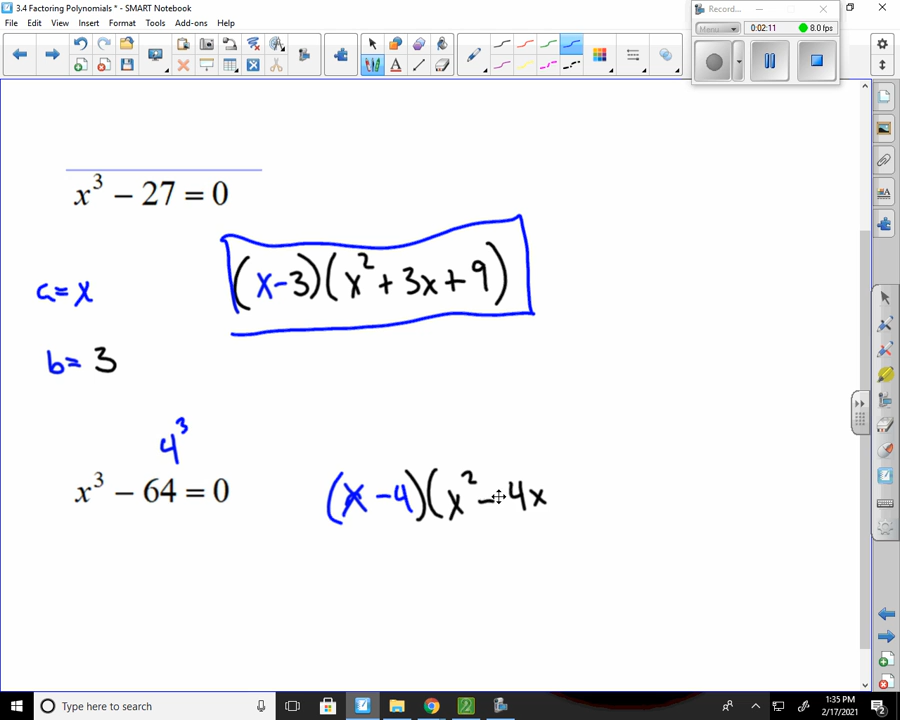 3.4 Factoring Polynomials * - SMART Notebook
Record...
File Edit View Insert Format Tools Add-ons Help
Menu
0:02:11
8.0 fps
x³ − 27 = 0
(x-3)(x²+3x+9)
a=x
b= 3
4³
x³ − 64 = 0
(x-4)(x²-4x
Type here to search
1:35 PM
2/17/2021
2